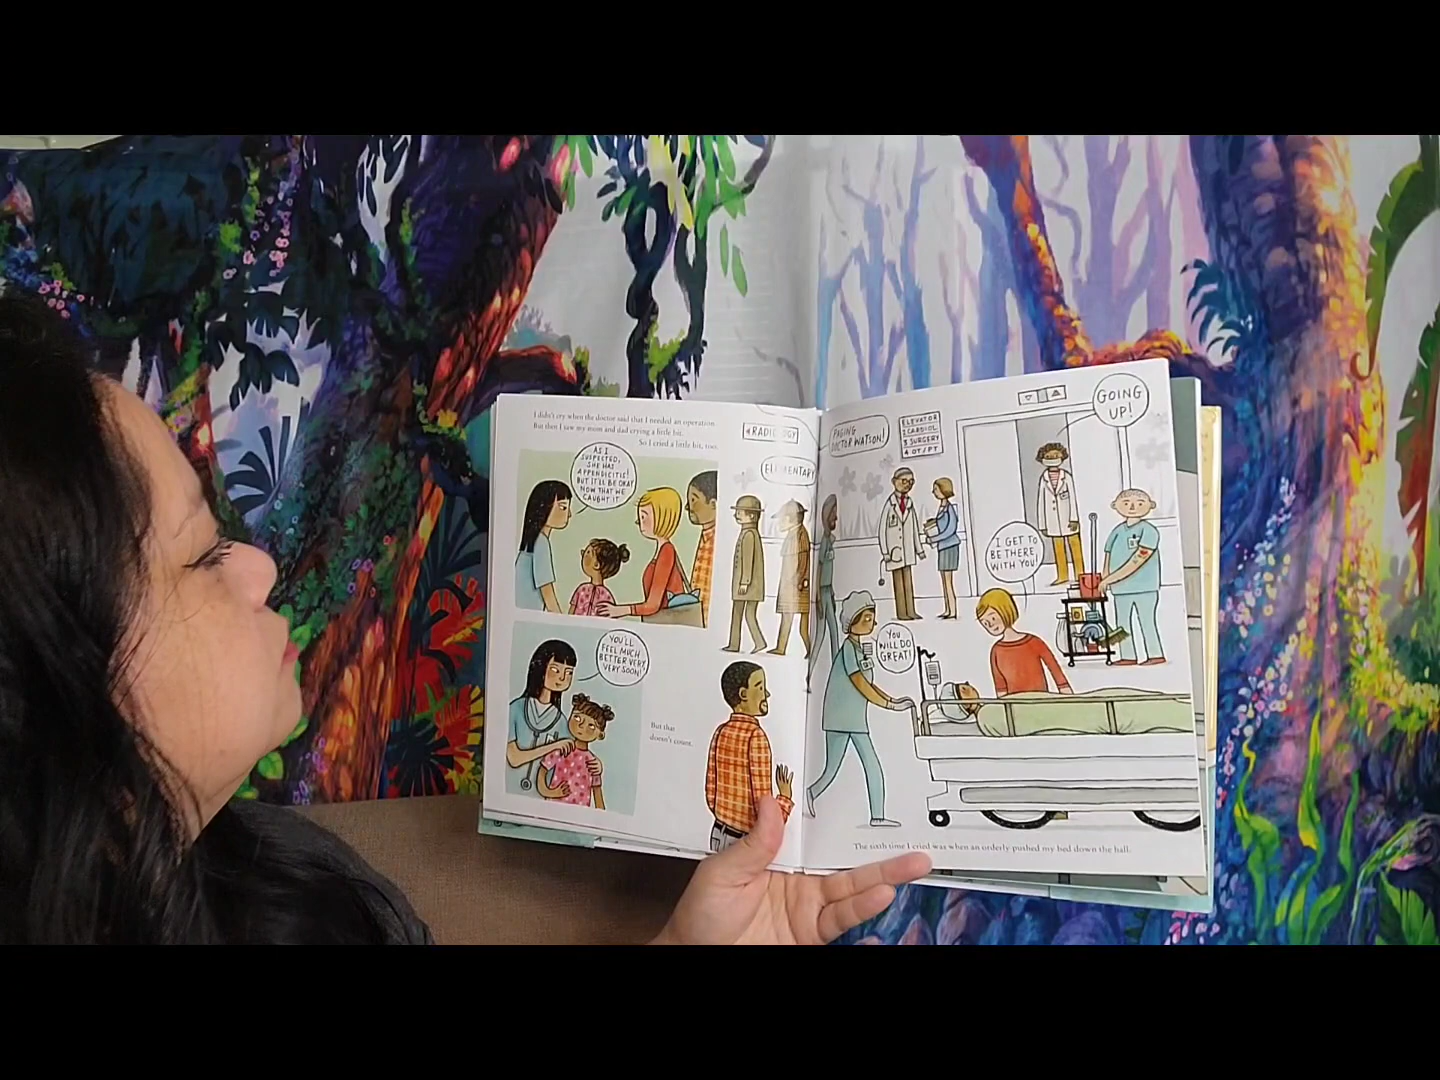 I didn't cry when the doctor said that I needed an operation.
But then I saw my mom and dad crying a little bit.
So I cried a little bit, too.
AS I
SUSPECTED,
SHE HAS
APPENDICITIS!
BUT IT'LL BE OKAY
NOW THAT WE
CAUGHT IT.
YOU'LL
FEEL MUCH
BETTER VERY,
VERY SOON!
But that
doesn't count.
RADIOLOGY
ELEMENTARY
PAGING
DOCTOR WATSON!
ELEVATOR
2 CARDIOL
3 SURGERY
4 OT/PT
GOING
UP!
I GET TO
BE THERE,
WITH YOU!
YOU
WILL DO
GREAT!
The sixth time I cried was when an orderly pushed my bed down the hall.